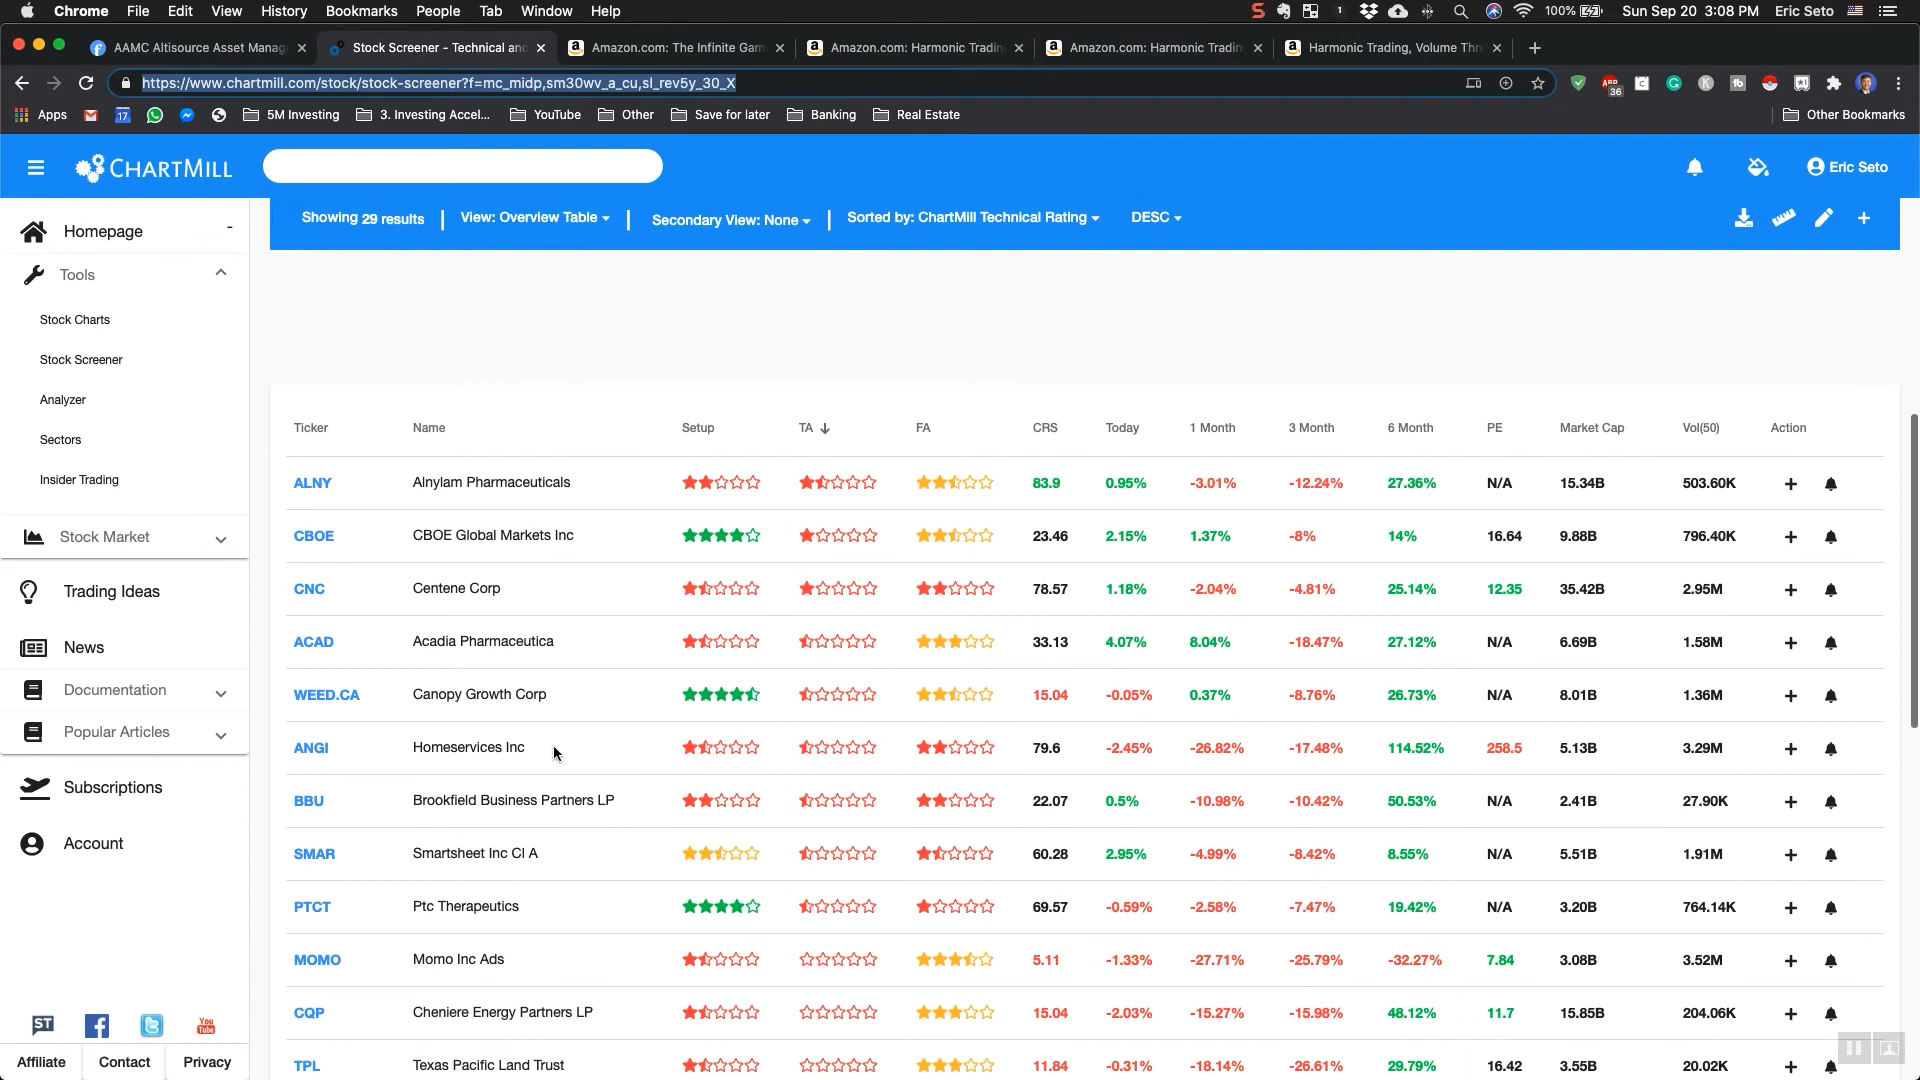 Chrome File Edit View History Bookmarks People Tab Window Help 1 100% Sun Sep 20 3:08 PM Eric Seto
AAMC Altisource Asset Manag Stock Screener - Technical and Amazon.com: The Infinite Gam Amazon.com: Harmonic Tradin Amazon.com: Harmonic Tradin Harmonic Trading, Volume Thr
https://www.chartmill.com/stock/stock-screener?f=mc_midp,sm30wv_a_cu,sl_rev5y_30_X ABP 36
Apps 17 5M Investing 3. Investing Accel... YouTube Other Save for later Banking Real Estate Other Bookmarks
CHARTMILL Eric Seto
Showing 29 results View: Overview Table Secondary View: None Sorted by: ChartMill Technical Rating DESC
Homepage -
Tools
Stock Charts
Stock Screener
Analyzer
Sectors
Insider Trading
Stock Market
Trading Ideas
News
Documentation
Popular Articles
Subscriptions
Account
ST You Tube
Affiliate Contact Privacy
Ticker Name Setup TA FA CRS Today 1 Month 3 Month 6 Month PE Market Cap Vol(50) Action
ALNY Alnylam Pharmaceuticals 83.9 0.95% -3.01% -12.24% 27.36% N/A 15.34B 503.60K
CBOE CBOE Global Markets Inc 23.46 2.15% 1.37% -8% 14% 16.64 9.88B 796.40K
CNC Centene Corp 78.57 1.18% -2.04% -4.81% 25.14% 12.35 35.42B 2.95M
ACAD Acadia Pharmaceutica 33.13 4.07% 8.04% -18.47% 27.12% N/A 6.69B 1.58M
WEED.CA Canopy Growth Corp 15.04 -0.05% 0.37% -8.76% 26.73% N/A 8.01B 1.36M
ANGI Homeservices Inc 79.6 -2.45% -26.82% -17.48% 114.52% 258.5 5.13B 3.29M
BBU Brookfield Business Partners LP 22.07 0.5% -10.98% -10.42% 50.53% N/A 2.41B 27.90K
SMAR Smartsheet Inc Cl A 60.28 2.95% -4.99% -8.42% 8.55% N/A 5.51B 1.91M
PTCT Ptc Therapeutics 69.57 -0.59% -2.58% -7.47% 19.42% N/A 3.20B 764.14K
MOMO Momo Inc Ads 5.11 -1.33% -27.71% -25.79% -32.27% 7.84 3.08B 3.52M
CQP Cheniere Energy Partners LP 15.04 -2.03% -15.27% -15.98% 48.12% 11.7 15.85B 204.06K
TPL Texas Pacific Land Trust 11.84 -0.31% -18.14% -26.61% 29.79% 16.42 3.55B 20.02K